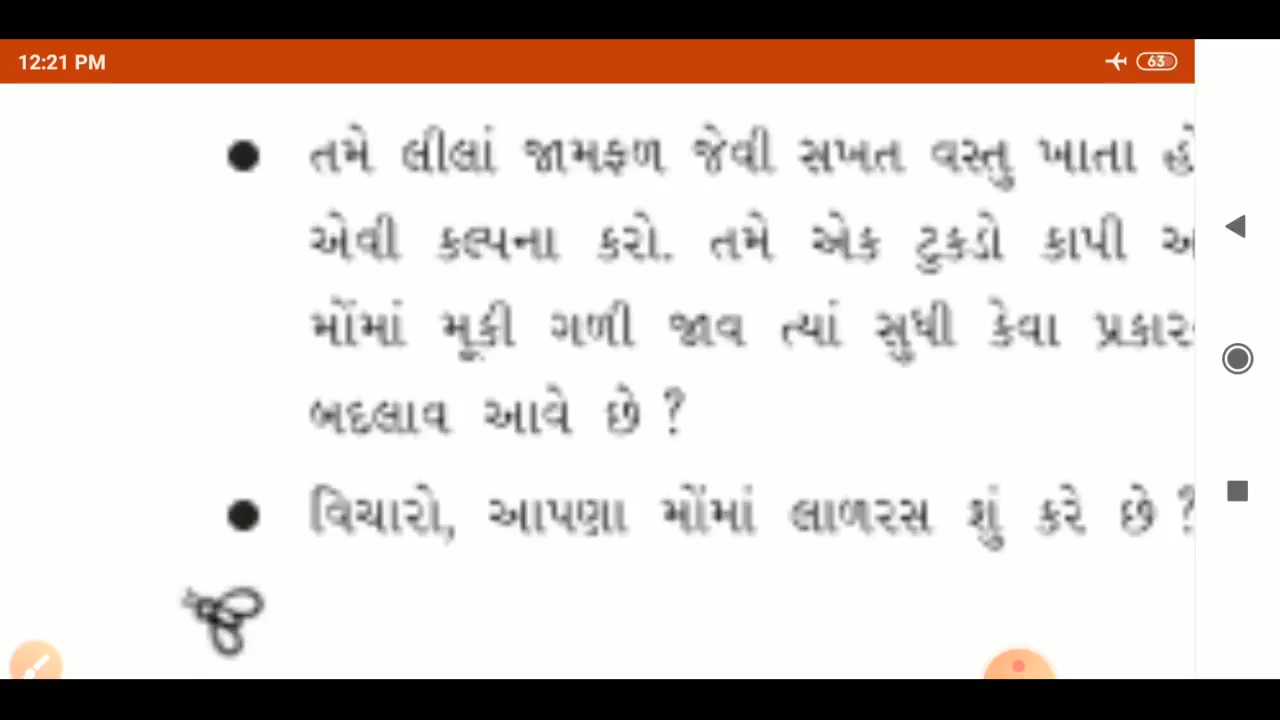 12:21 PM
63
• તમે લીલાં જામફળ જેવી સખત વસ્તુ ખાતા
એવી કલ્પના કરો. તમે એક ટુકડો કાપી
મોંમાં મૂકી ગળી જાવ ત્યાં સુધી કેવા
બદલાવ આવે છે ?
• વિચારો, આપણા મોંમાં લાળરસ શું કરે છે ?